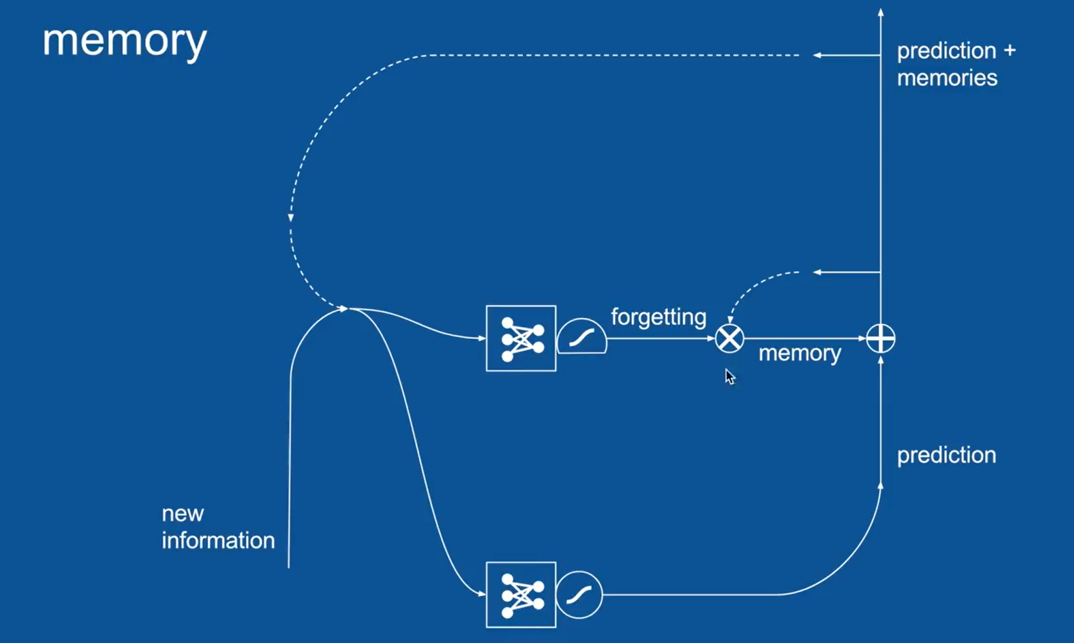 memory
prediction +
memories
forgetting
memory
prediction
new
information